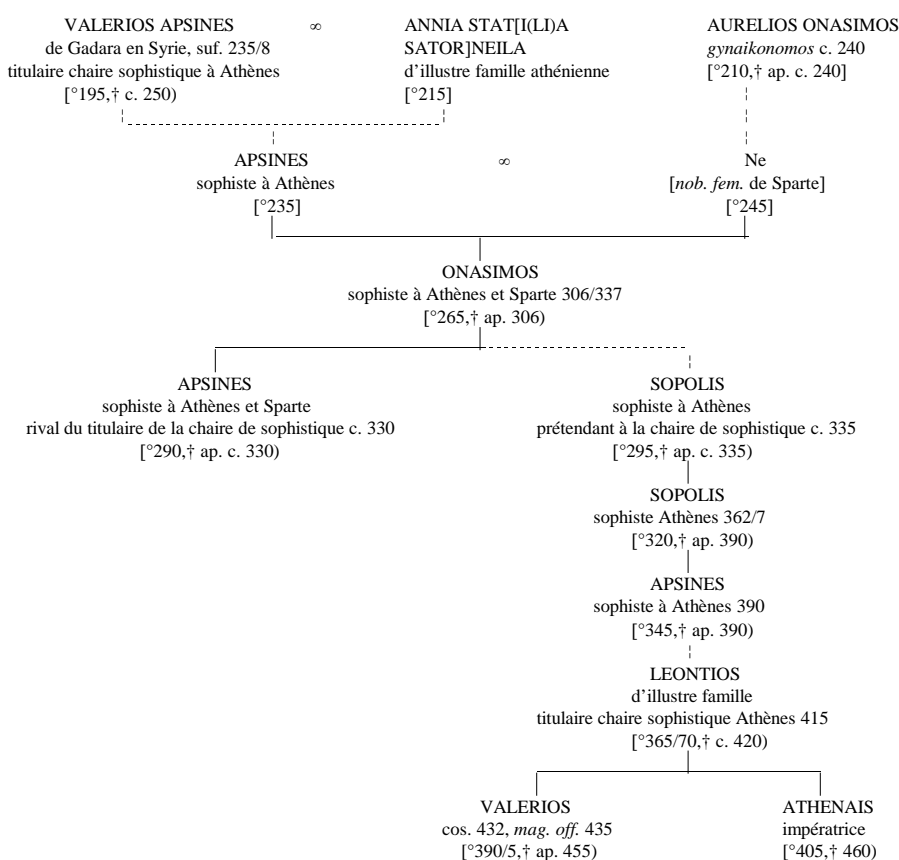 VALERIOS APSINES ∞ ANNIA STAT[I(LI)A AURELIOS ONASIMOS
de Gadara en Syrie, suf. 235/8 SATOR]NEILA gynaikonomos c. 240
titulaire chaire sophistique à Athènes d'illustre famille athénienne [°210,† ap. c. 240]
[°195,† c. 250) [°215]
APSINES ∞ Ne
sophiste à Athènes [nob. fem. de Sparte]
[°235] [°245]
ONASIMOS
sophiste à Athènes et Sparte 306/337
[°265,† ap. 306)
APSINES SOPOLIS
sophiste à Athènes et Sparte sophiste à Athènes
rival du titulaire de la chaire de sophistique c. 330 prétendant à la chaire de sophistique c. 335
[°290,† ap. c. 330) [°295,† ap. c. 335)
SOPOLIS
sophiste Athènes 362/7
[°320,† ap. 390)
APSINES
sophiste à Athènes 390
[°345,† ap. 390)
LEONTIOS
d'illustre famille
titulaire chaire sophistique Athènes 415
[°365/70,† c. 420)
VALERIOS ATHENAIS
cos. 432, mag. off. 435 impératrice
[°390/5,† ap. 455) [°405,† 460)